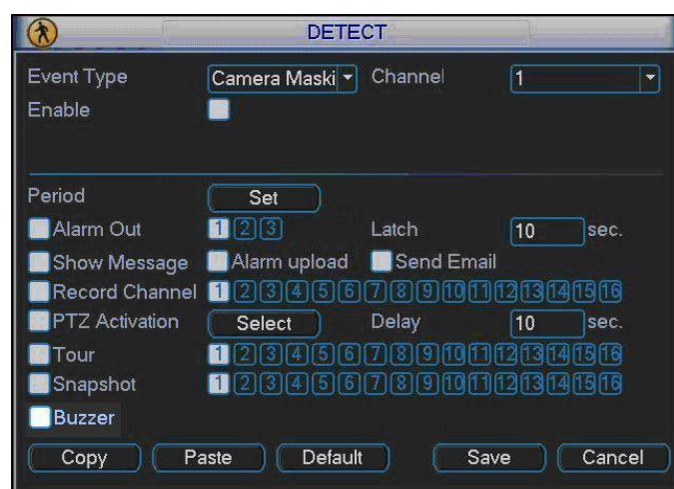 DETECT
Event Type Camera Maski Channel 1
Enable
Period Set
Alarm Out 1 2 3 Latch 10 sec.
Show Message Alarm upload Send Email
Record Channel 1 2 3 4 5 6 7 8 9 10 11 12 13 14 15 16
PTZ Activation Select Delay 10 sec.
Tour 1 2 3 4 5 6 7 8 9 10 11 12 13 14 15 16
Snapshot 1 2 3 4 5 6 7 8 9 10 11 12 13 14 15 16
Buzzer
Copy Paste Default Save Cancel